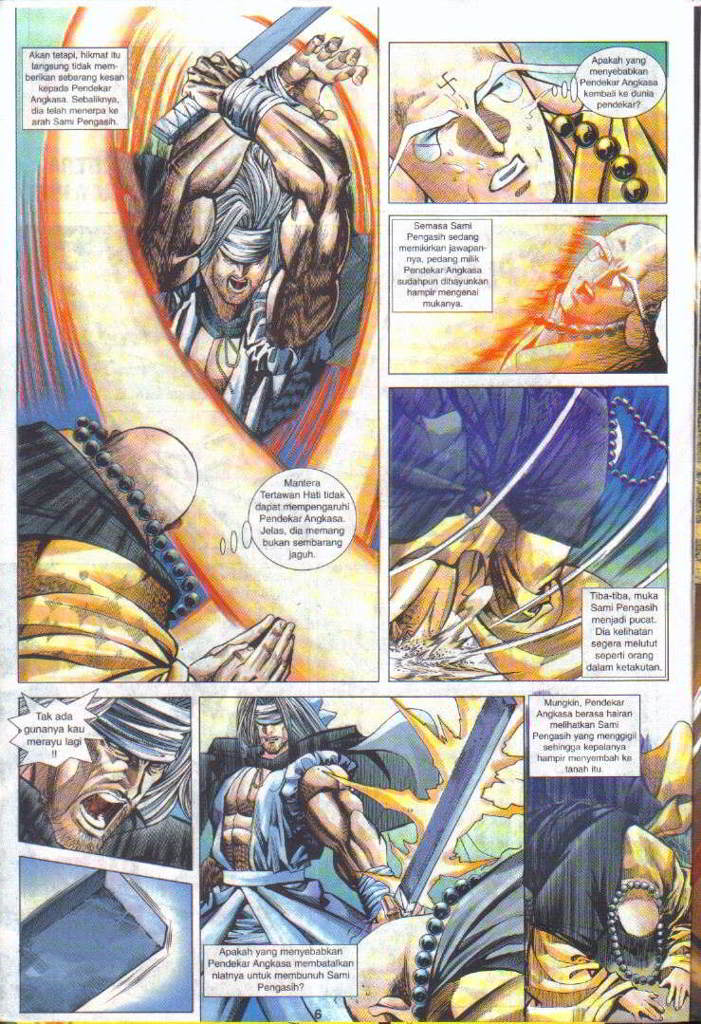 Akan tetapi, hikmat itu
langsung tidak mem-
berikan sebarang kesan
kepada Pendekar
Angkasa. Sebaliknya,
dia telah menerpa ke
arah Sami Pengasih.
Mantera
Tertawan Hati tidak
dapat mempengaruhi
Pendekar Angkasa.
Jelas, dia memang
bukan sembarang
jaguh.
Apakah yang
menyebabkan
Pendekar Angkasa
kembali ke dunia
pendekar?
Semasa Sami
Pengasih sedang
memikirkan jawapan-
nya, pedang milik
Pendekar Angkasa
sudahpun dihayunkan
hampir mengenai
mukanya.
Tiba-tiba, muka
Sami Pengasih
menjadi pucat.
Dia kelihatan
segera melutut
seperti orang
dalam ketakutan.
Tak ada
gunanya kau
merayu lagi
!!
Apakah yang menyebabkan
Pendekar Angkasa membatalkan
niatnya untuk membunuh Sami
Pengasih?
Mungkin, Pendekar
Angkasa berasa hairan
melihatkan Sami
Pengasih yang menggigil
sehingga kepalanya
hampir menyembah ke
tanah itu.
6